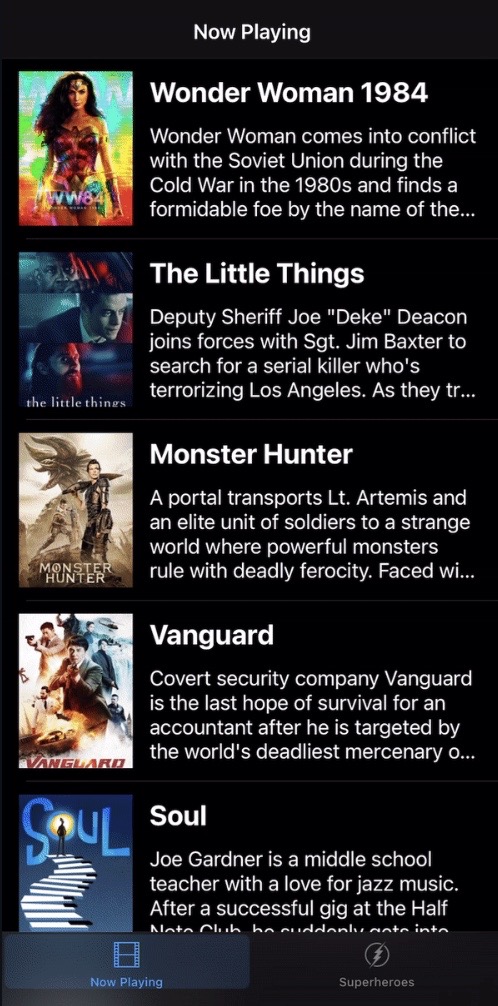 Now Playing
WW84
Wonder Woman 1984
Wonder Woman comes into conflict
with the Soviet Union during the
Cold War in the 1980s and finds a
formidable foe by the name of the...
the little things
The Little Things
Deputy Sheriff Joe "Deke" Deacon
joins forces with Sgt. Jim Baxter to
search for a serial killer who's
terrorizing Los Angeles. As they tr...
MONSTER
HUNTER
Monster Hunter
A portal transports Lt. Artemis and
an elite unit of soldiers to a strange
world where powerful monsters
rule with deadly ferocity. Faced wi...
VANGUARD
Vanguard
Covert security company Vanguard
is the last hope of survival for an
accountant after he is targeted by
the world's deadliest mercenary o...
SOUL
Soul
Joe Gardner is a middle school
teacher with a love for jazz music.
After a successful gig at the Half
Note Club, he suddenly gets into
Now Playing
Superheroes